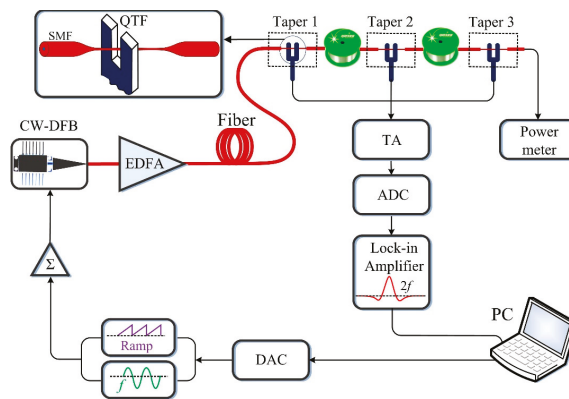 QTF
SMF
Taper 1
Taper 2
Taper 3
CW-DFB
EDFA
Fiber
TA
Power
meter
ADC
Lock-in
Amplifier
2f
Σ
PC
Ramp
f
DAC